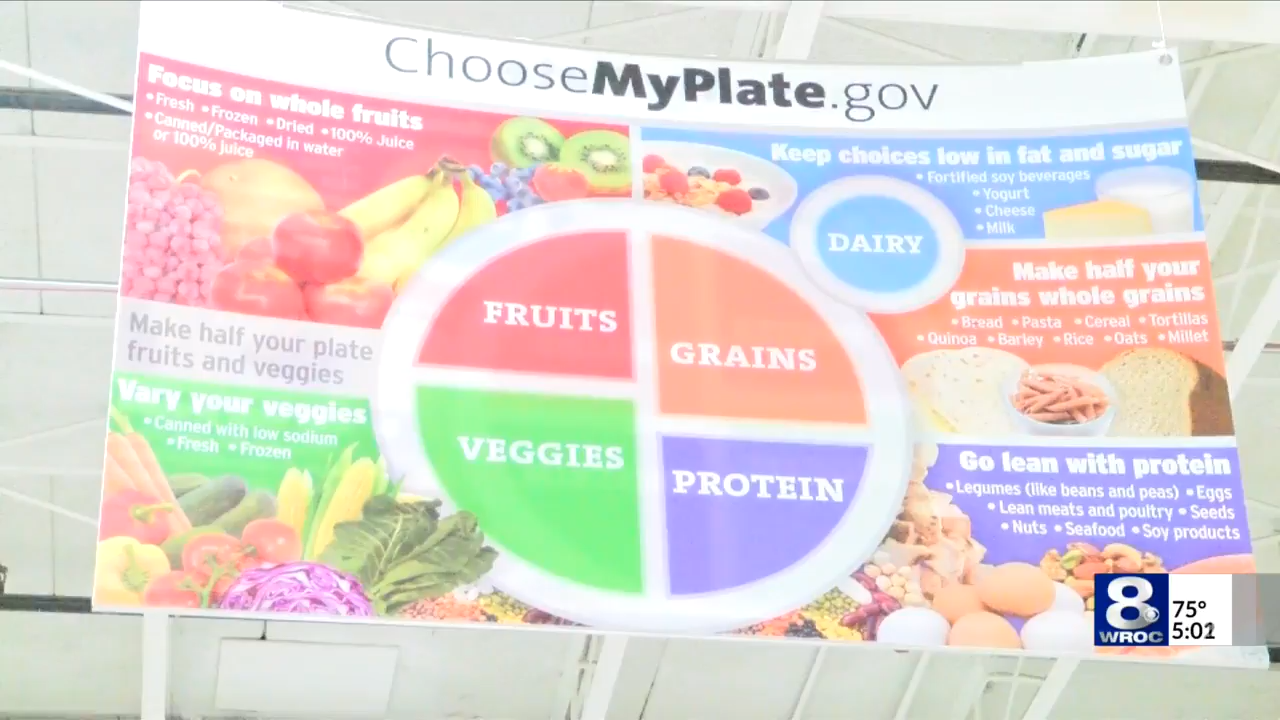 ChooseMyPlate.gov
Focus on whole fruits
• Fresh • Frozen • Dried • 100% Juice
• Canned/Packaged in water
or 100% juice
Make half your plate
fruits and veggies
Vary your veggies
• Canned with low sodium
• Fresh • Frozen
FRUITS
GRAINS
VEGGIES
PROTEIN
DAIRY
Keep choices low in fat and sugar
• Fortified soy beverages
• Yogurt
• Cheese
• Milk
Make half your
grains whole grains
• Bread • Pasta • Cereal • Tortillas
• Quinoa • Barley • Rice • Oats • Millet
Go lean with protein
• Legumes (like beans and peas) • Eggs
• Lean meats and poultry • Seeds
• Nuts • Seafood • Soy products
8
WROC
75°